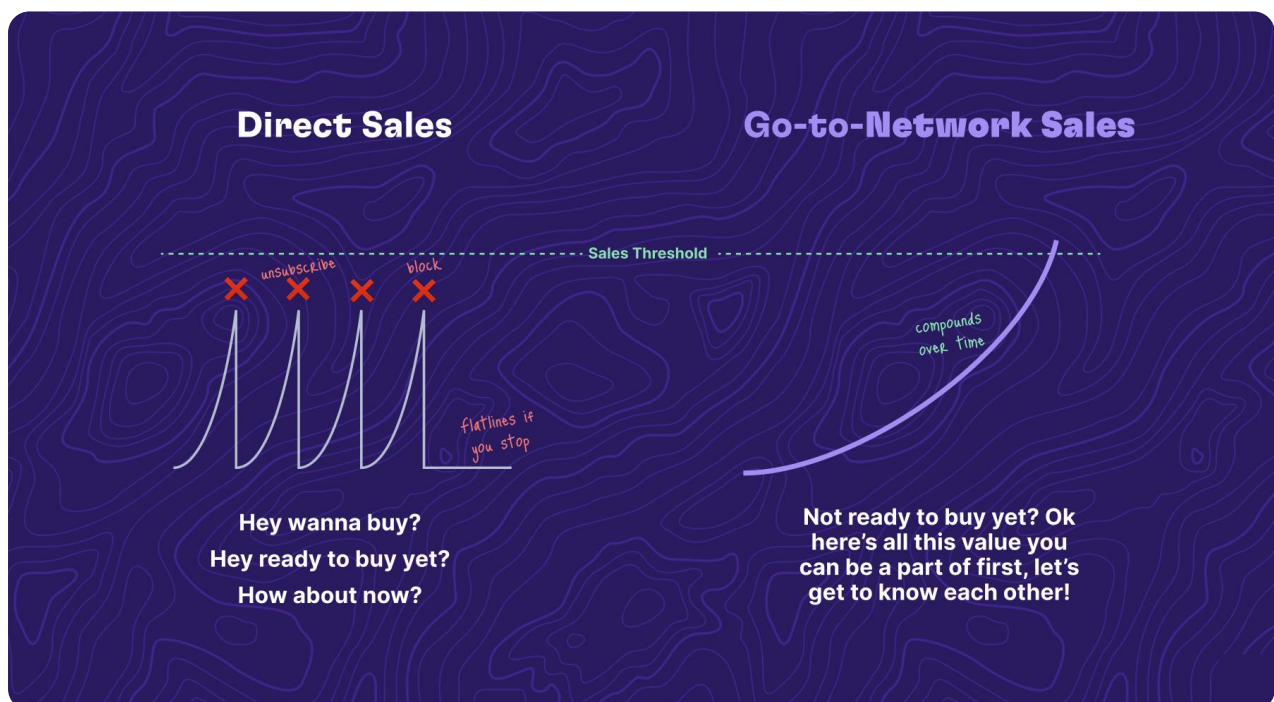 Direct Sales
Go-to-Network Sales
Sales Threshold
unsubscribe
block
flatlines if
you stop
compounds
over time
Hey wanna buy?
Hey ready to buy yet?
How about now?
Not ready to buy yet? Ok
here's all this value you
can be a part of first, let's
get to know each other!